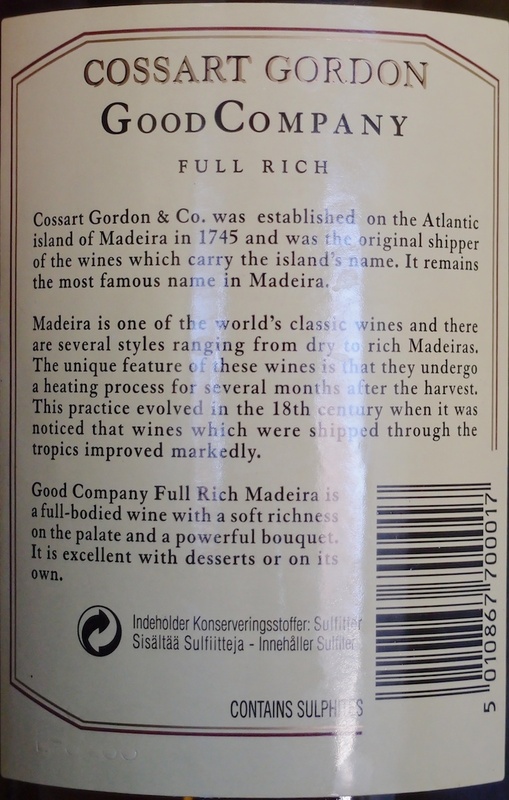 COSSART GORDON
GOOD COMPANY
FULL RICH
Cossart Gordon & Co. was established on the Atlantic
island of Madeira in 1745 and was the original shipper
of the wines which carry the island's name. It remains
the most famous name in Madeira.
Madeira is one of the world's classic wines and there
are several styles ranging from dry to rich Madeiras.
The unique feature of these wines is that they undergo
a heating process for several months after the harvest.
This practice evolved in the 18th century when it was
noticed that wines which were shipped through the
tropics improved markedly.
Good Company Full Rich Madeira is
a full-bodied wine with a soft richness
on the palate and a powerful bouquet.
It is excellent with desserts or on its
own.
Indeholder Konserveringsstoffer: Sulfitter
Sisältää Sulfiitteja - Innehåller Sulfiter
CONTAINS SULPHITES
5 010867 700017